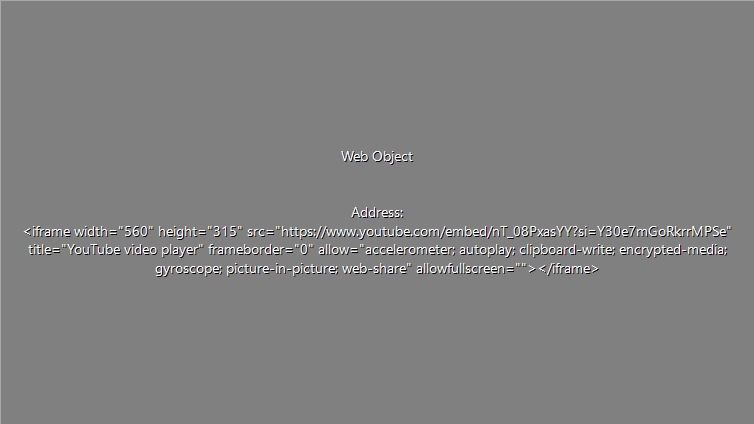 Web Object
Address:
<iframe width="560" height="315" src="https://www.youtube.com/embed/nT_08PxasYY?si=Y30e7mGoRkrrMPSe"
title="YouTube video player" frameborder="0" allow="accelerometer; autoplay; clipboard-write; encrypted-media;
gyroscope; picture-in-picture; web-share" allowfullscreen=""></iframe>